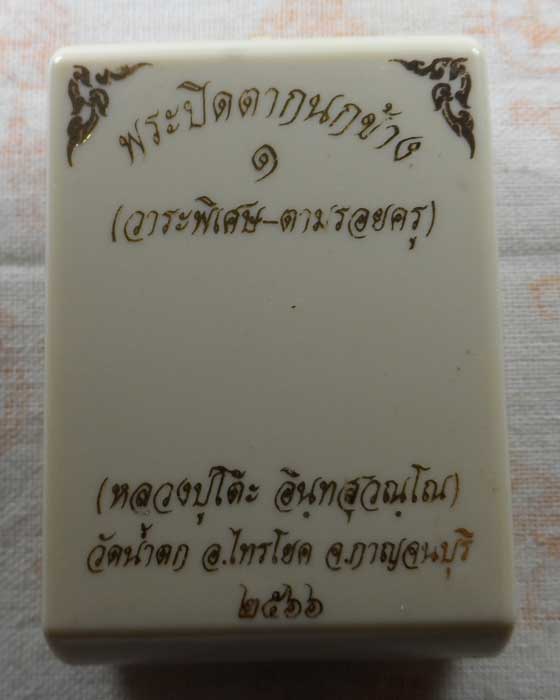 พระปิดตากนกข้าง
๑
(วาระพิเศษ-ตามรอยครู)
(หลวงปู่โต๊ะ อินฺทสุวณฺโณ)
วัดน้ำตก อ.ไทรโยค จ.กาญจนบุรี
๒๕๖๖